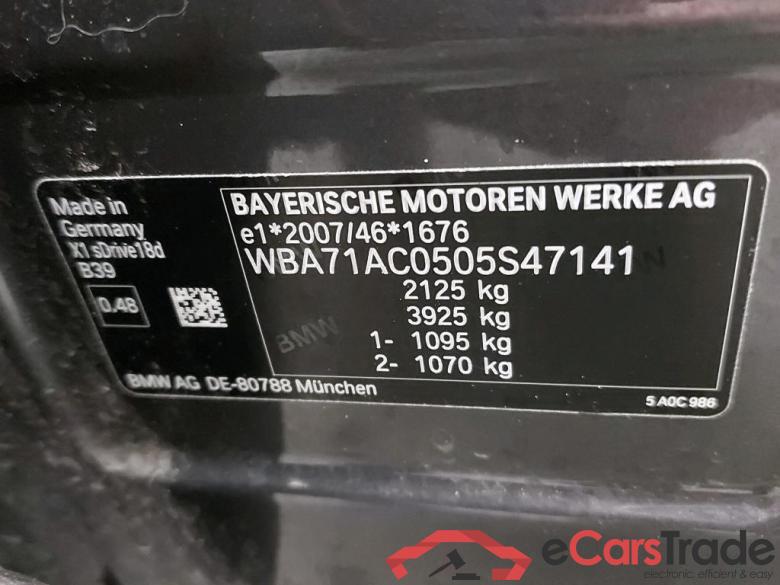 BAYERISCHE MOTOREN WERKE AG
e1*2007/46*1676
WBA71AC0505S47141
2125 kg
3925 kg
1- 1095 kg
2- 1070 kg
Made in
Germany
X1 sDrive18d
B39
0.48
BMW
BMW AG DE-80788 München
5 A0C 986
eCarsTrade
electronic, efficient & easy